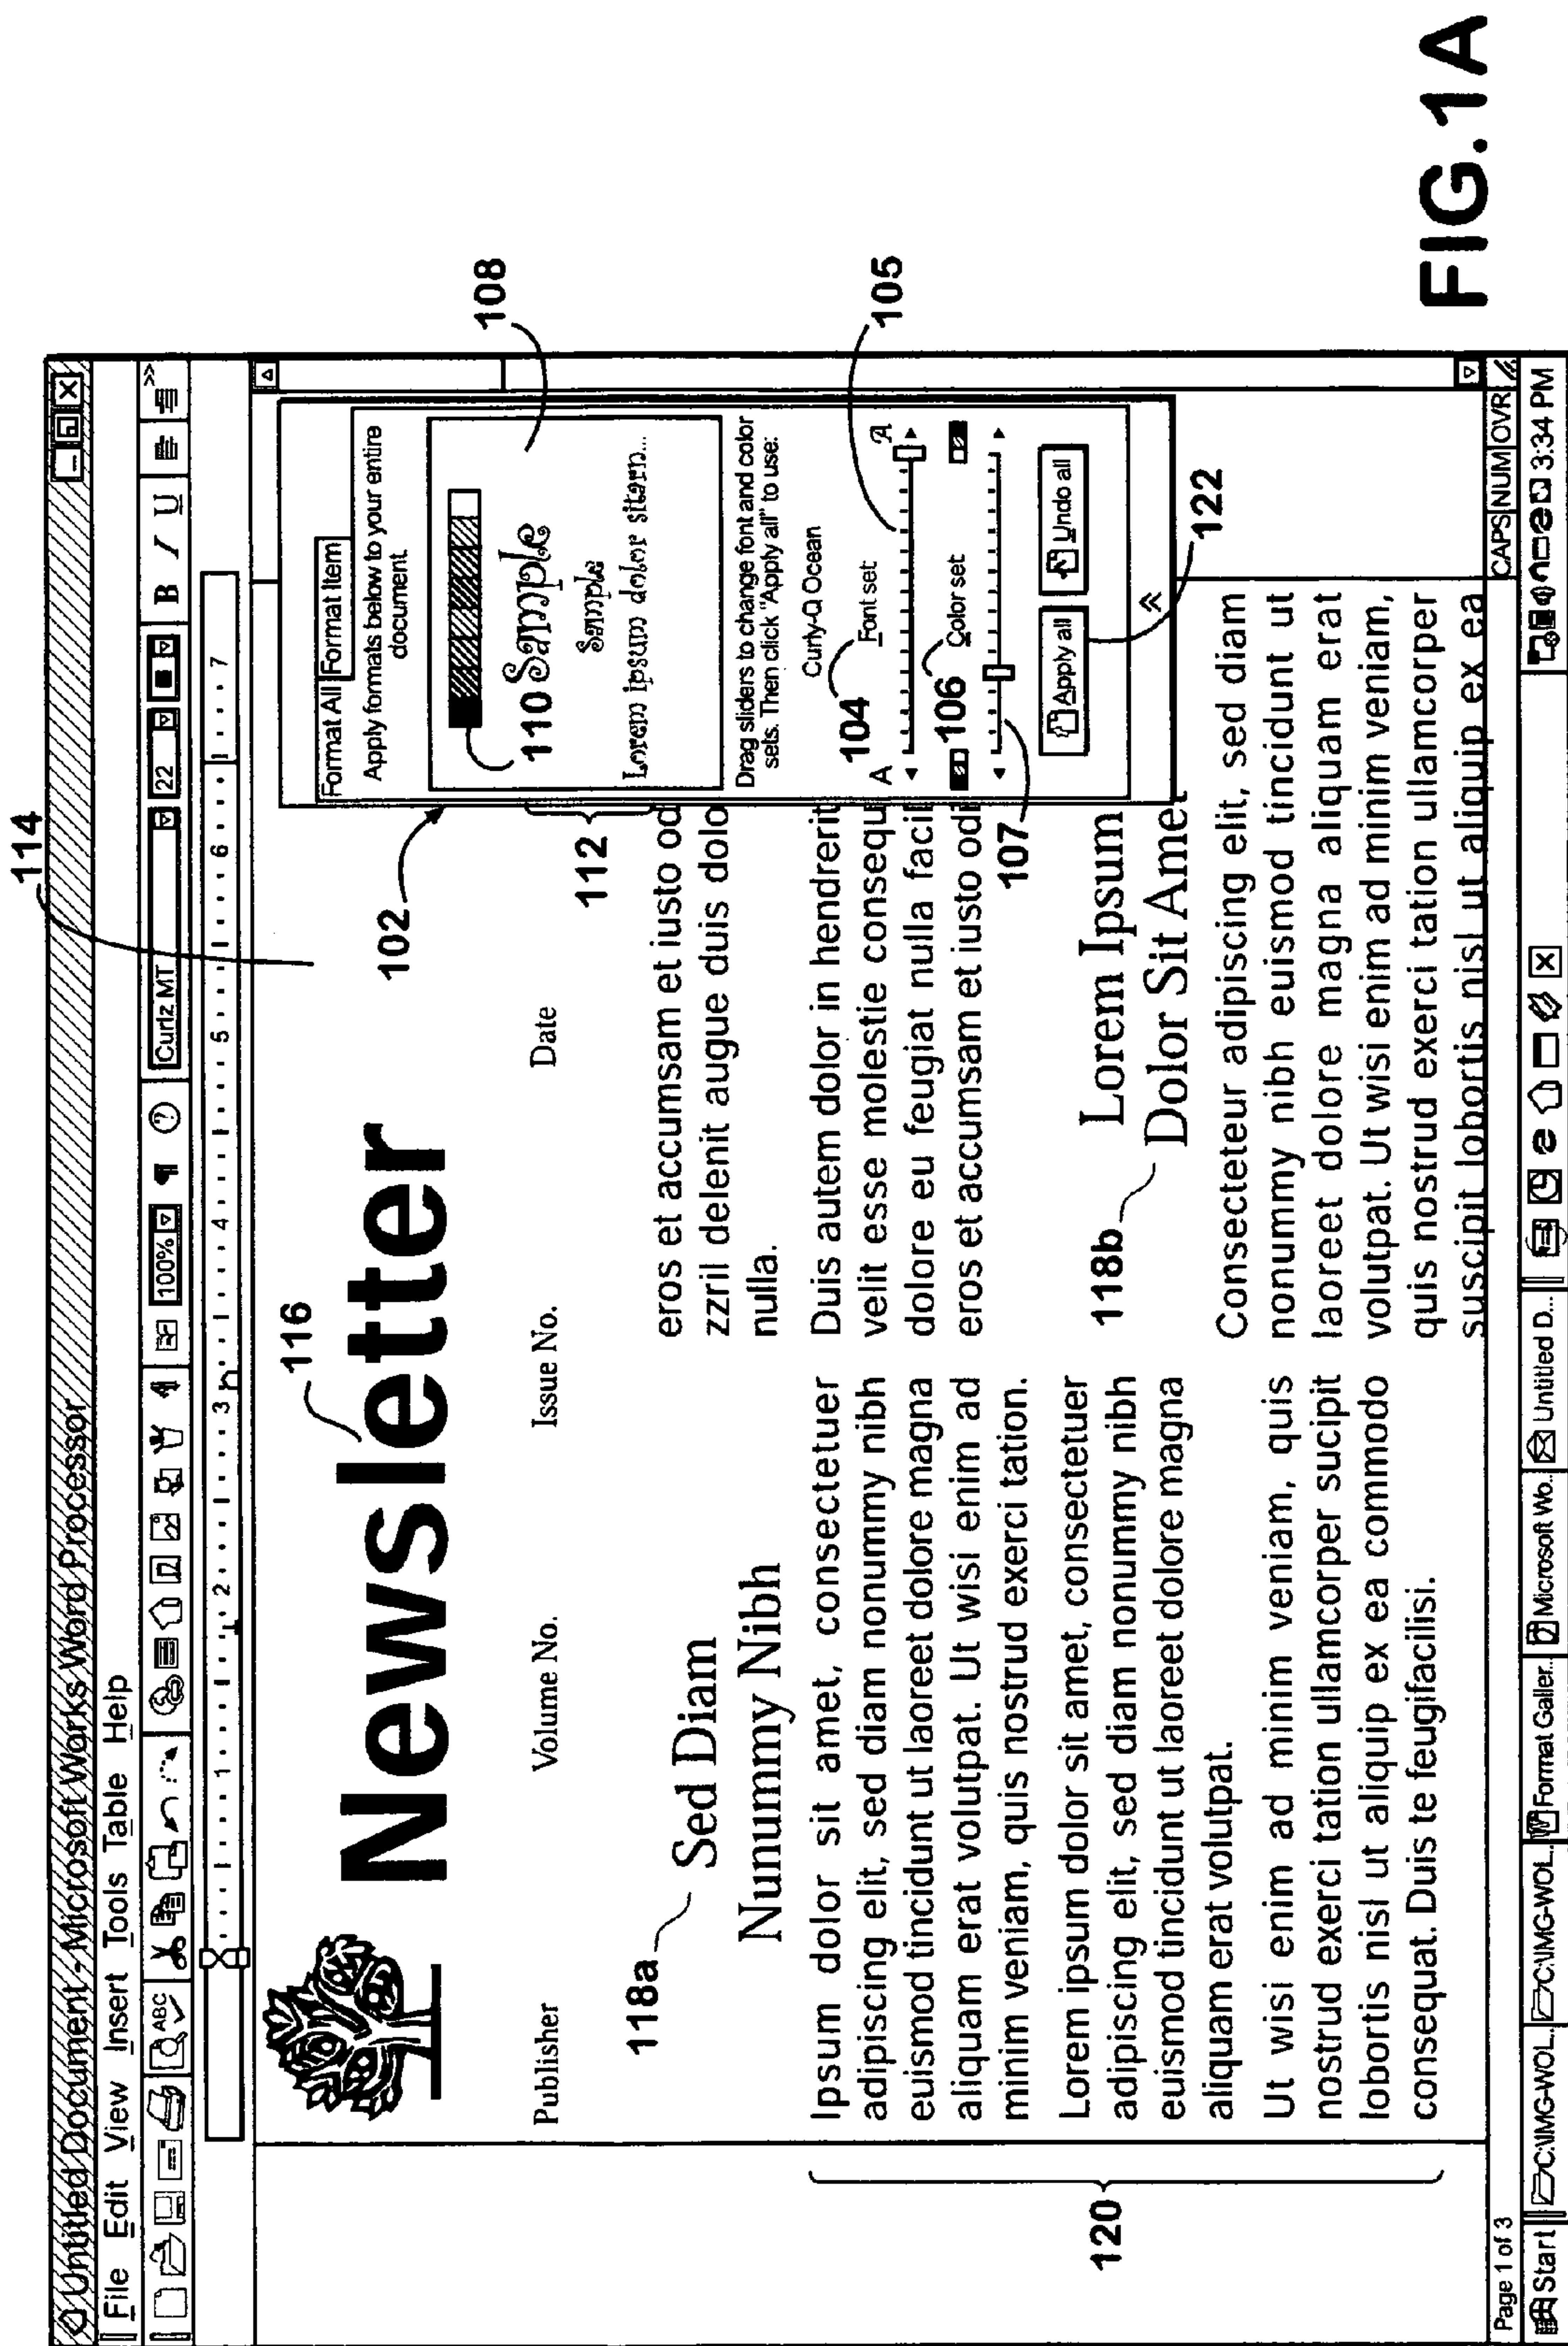 114
Untitled Document - Microsoft Works Word Processor
File Edit View Insert Tools Table Help
ABC
100%
Curlz MT
22
B I U
1 2 3 4 5 6 7
116
Newsletter
Publisher Volume No. Issue No. Date
118a
Sed Diam
Nunummy Nibh
Ipsum dolor sit amet, consectetuer
adipiscing elit, sed diam nonummy nibh
euismod tincidunt ut laoreet dolore magna
aliquam erat volutpat. Ut wisi enim ad
minim veniam, quis nostrud exerci tation.
Lorem ipsum dolor sit amet, consectetuer
adipiscing elit, sed diam nonummy nibh
euismod tincidunt ut laoreet dolore magna
aliquam erat volutpat.
Ut wisi enim ad minim veniam, quis
nostrud exerci tation ullamcorper sucipit
lobortis nisl ut aliquip ex ea commodo
consequat. Duis te feugifacilisi.
120
eros et accumsam et iusto od
zzril delenit augue duis dolo
nulla.
Duis autem dolor in hendrerit
velit esse molestie consequ
dolore eu feugiat nulla facil
eros et accumsam et iusto odi
118b
Lorem Ipsum
Dolor Sit Amet
Consecteteur adipiscing elit, sed diam
nonummy nibh euismod tincidunt ut
laoreet dolore magna aliquam erat
volutpat. Ut wisi enim ad minim veniam,
quis nostrud exerci tation ullamcorper
suscipit lobortis nisl ut aliquip ex ea
102
Format All Format Item
Apply formats below to your entire
document
108
110
112
Sample
Sample
Lorem ipsum dolor sitam...
Drag sliders to change font and color
sets. Then click "Apply all" to use:
Curly-Q Ocean
104
Font set
A A
105
106
Color set
107
Apply all Undo all
122
Page 1 of 3
CAPS NUM OVR
Start C:\IMG-WOL.. C:\IMG-WOL.. Format Galler.. Microsoft Wo.. Untitled D...
3:34 PM
FIG.1A